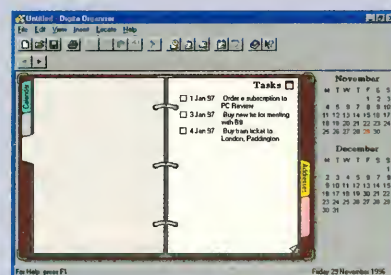 Untitled - Digita Organiser
File Edit View Insert Locate Help
Calendar
Tasks
1 Jan 97 Order a subscription to
PC Review
3 Jan 97 Buy new tie for meeting
with Bill
4 Jan 97 Buy train ticket to
London, Paddington
Addresses
November
M T W T F S S
1 2 3
4 5 6 7 8 9 10
11 12 13 14 15 16 17
18 19 20 21 22 23 24
25 26 27 28 29 30
December
M T W T F S S
1
2 3 4 5 6 7 8
9 10 11 12 13 14 15
16 17 18 19 20 21 22
23 24 25 26 27 28 29
30 31
For Help, press F1
Friday 29 November 1996